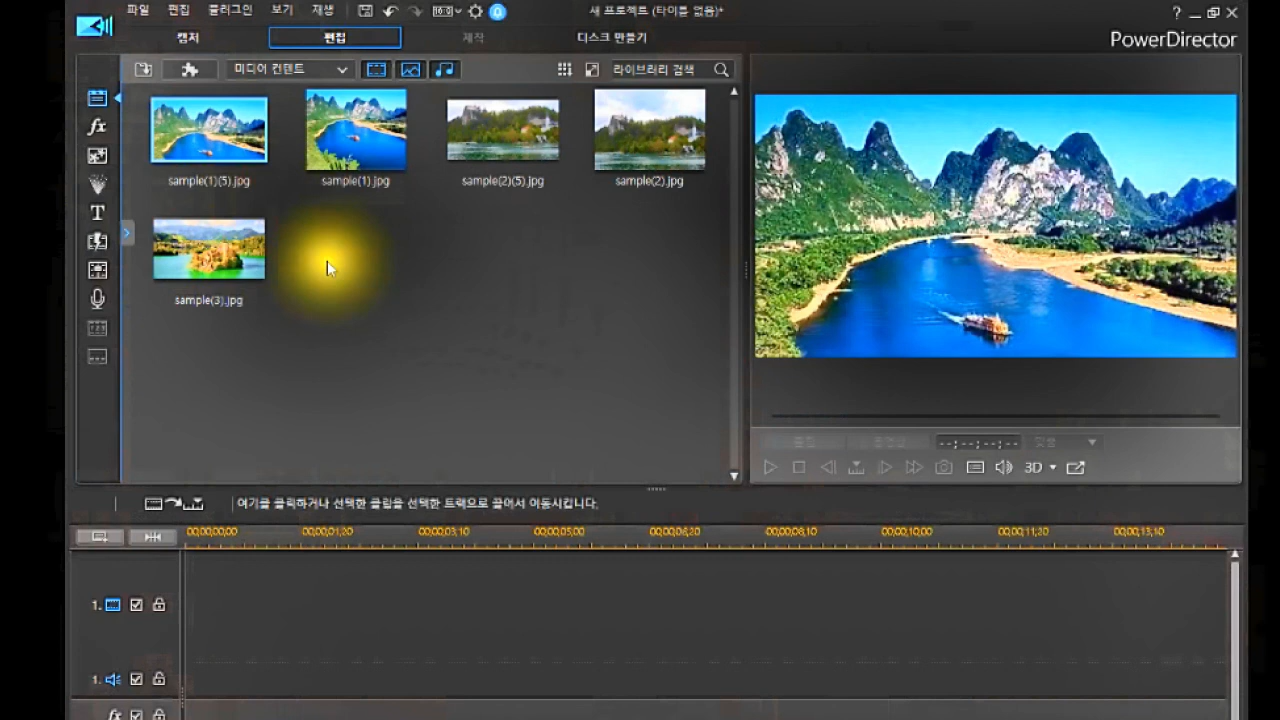 파일 편집 플러그인 보기 재생
새 프로젝트 (타이틀 없음)*
캡처 편집 제작 디스크 만들기
PowerDirector
미디어 컨텐트
라이브러리 검색
sample(1)(5).jpg sample(1).jpg sample(2)(5).jpg sample(2).jpg
sample(3).jpg
T
--;--;--;--
3D
여기를 클릭하거나 선택한 클립을 선택한 트랙으로 끌어서 이동시킵니다.
00;00;00;00 00;00;01;20 00;00;03;10 00;00;05;00 00;00;06;20 00;00;08;10 00;00;10;00 00;00;11;20 00;00;13;10
1.
1.
fx